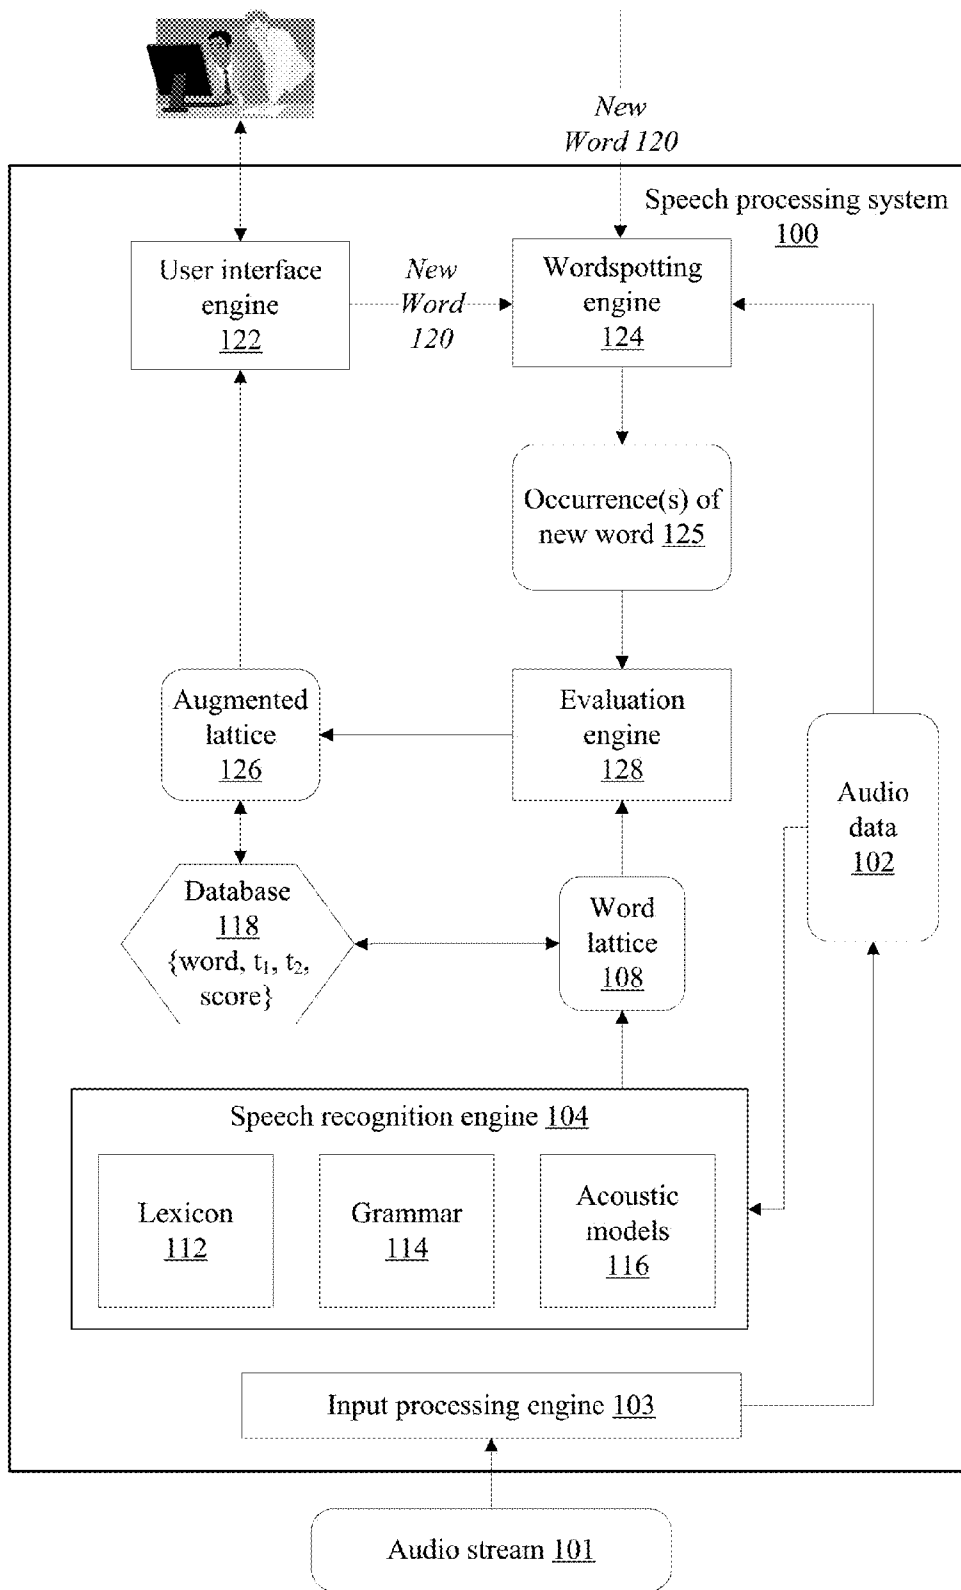 New
Word 120
Speech processing system
100
User interface
engine
122
New
Word
120
Wordspotting
engine
124
Occurrence(s) of
new word 125
Augmented
lattice
126
Evaluation
engine
128
Audio
data
102
Database
118
{word, t₁, t₂,
score}
Word
lattice
108
Speech recognition engine 104
Lexicon
112
Grammar
114
Acoustic
models
116
Input processing engine 103
Audio stream 101